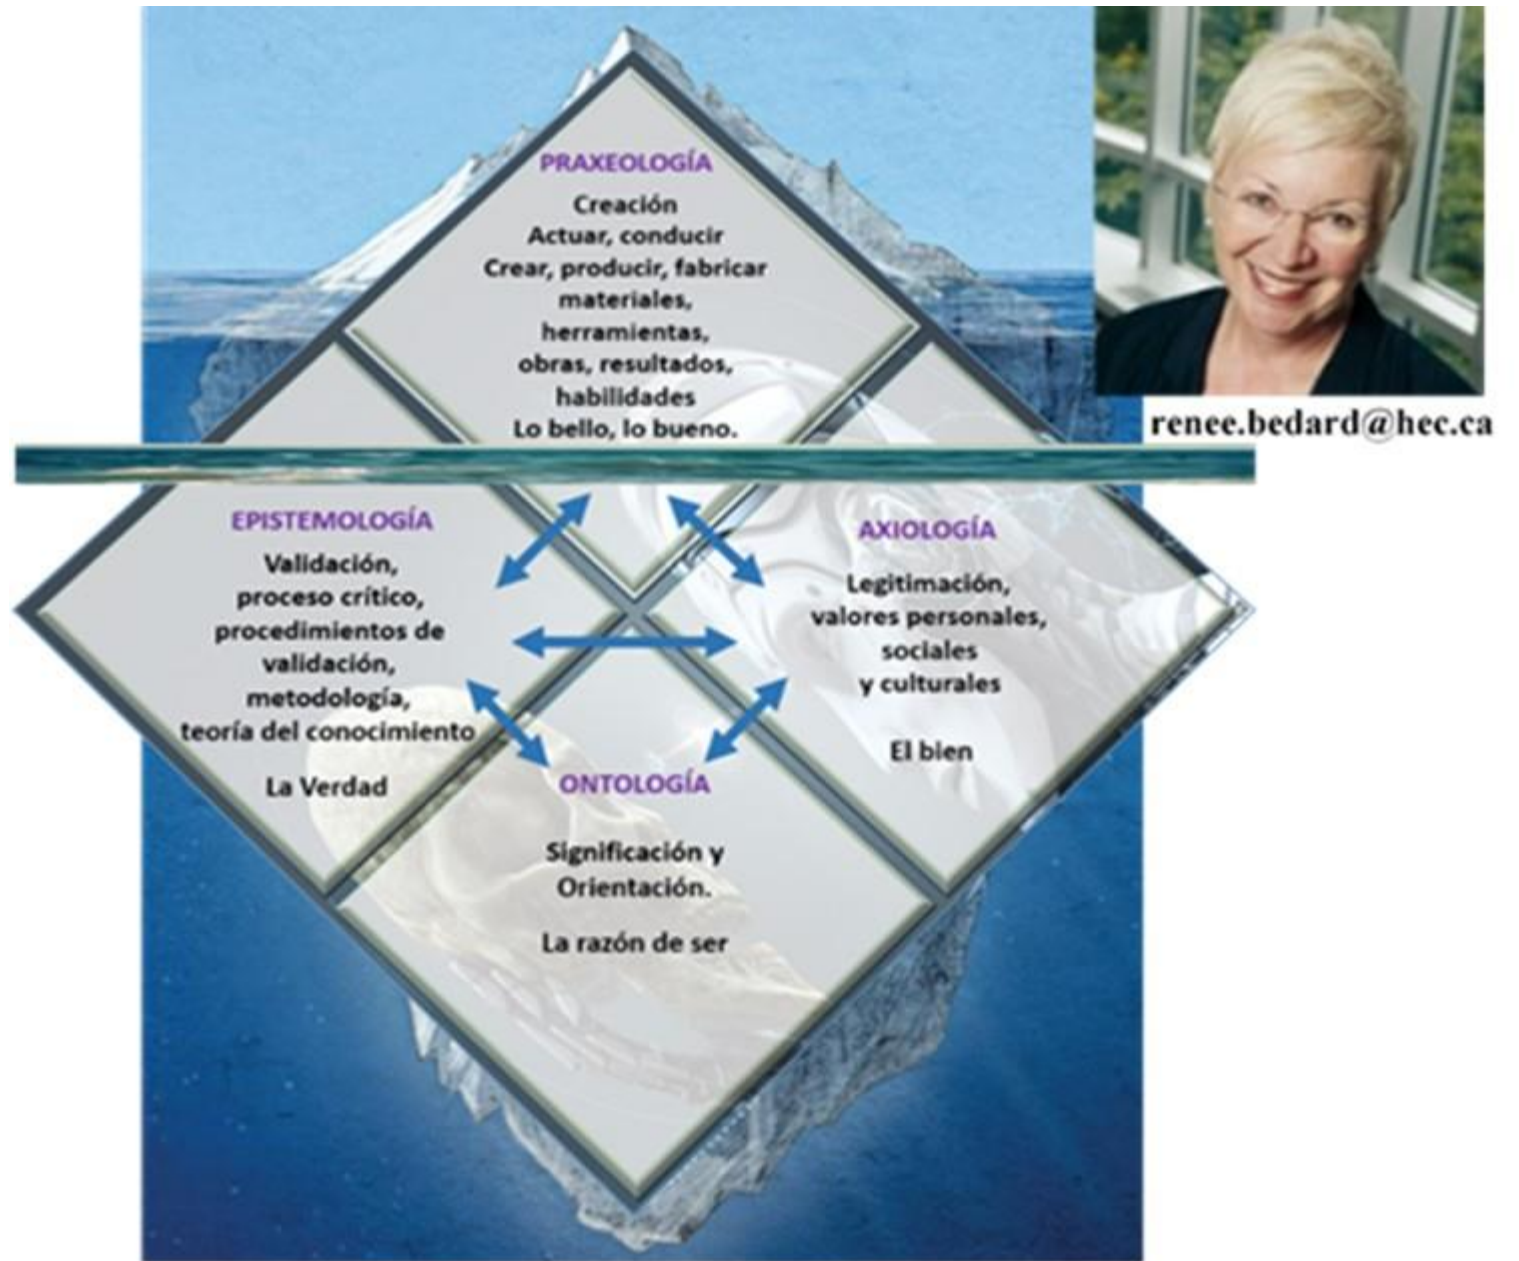 PRAXEOLOGÍA
Creación
Actuar, conducir
Crear, producir, fabricar
materiales,
herramientas,
obras, resultados,
habilidades
Lo bello, lo bueno.
renee.bedard@hec.ca
EPISTEMOLOGÍA
Validación,
proceso crítico,
procedimientos de
validación,
metodología,
teoría del conocimiento
La Verdad
AXIOLOGÍA
Legitimación,
valores personales,
sociales
y culturales
El bien
ONTOLOGÍA
Significación y
Orientación.
La razón de ser